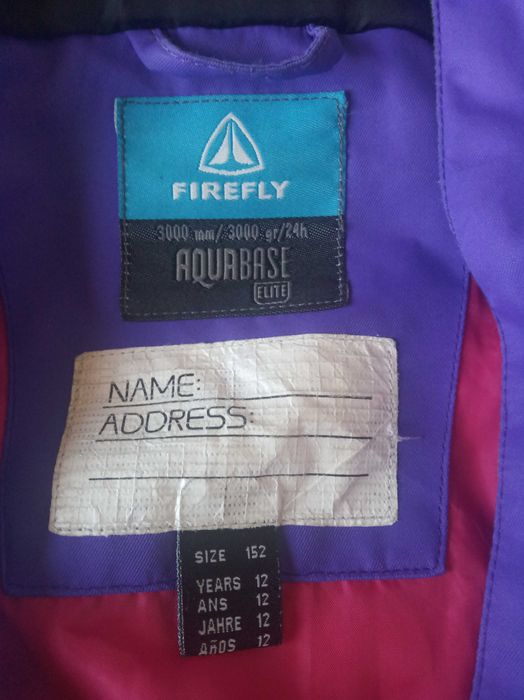 FIREFLY
3000 mm/ 3000 gr/24h
AQUABASE
ELITE
NAME:
ADDRESS:
SIZE 152
YEARS 12
ANS 12
JAHRE 12
AÑOS 12